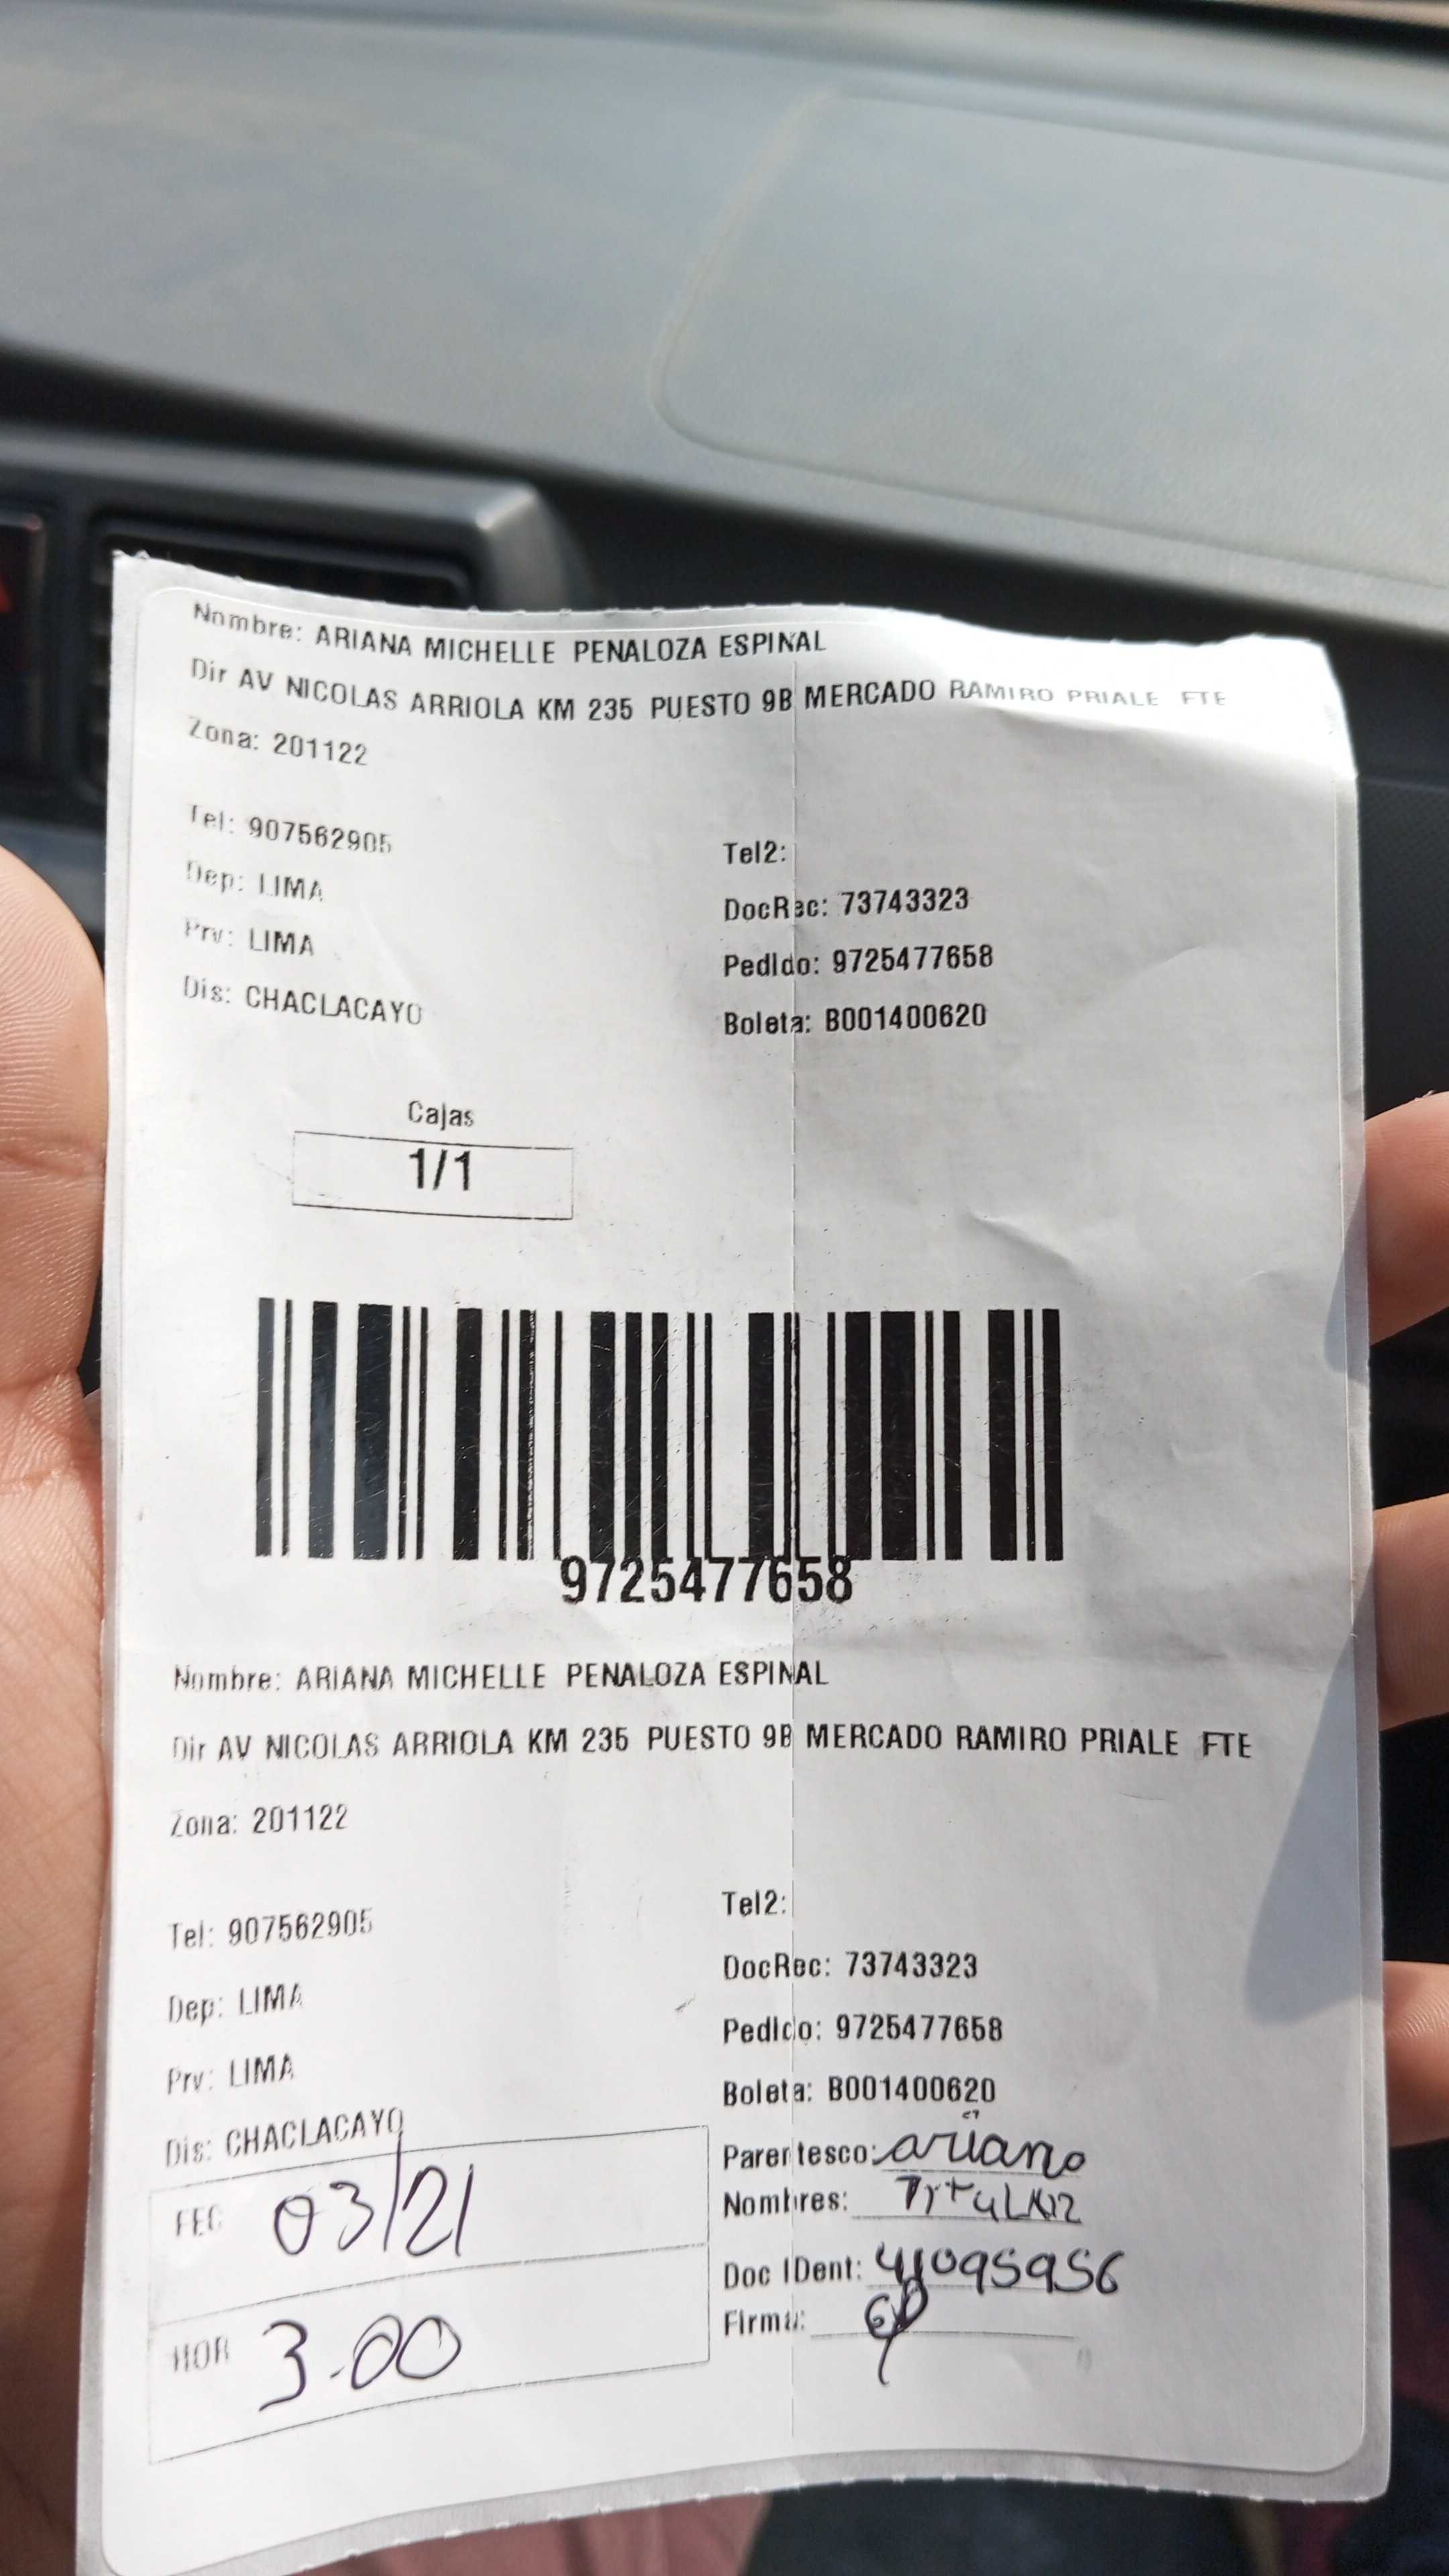 Nombre: ARIANA MICHELLE PENALOZA ESPINAL
Dir AV NICOLAS ARRIOLA KM 235 PUESTO 9B MERCADO RAMIRO PRIALE FTE
Zona: 201122
Tel: 907562905
Tel2:
Dep: LIMA
DocRec: 73743323
Prv: LIMA
Pedido: 9725477658
Dis: CHACLACAYO
Boleta: B001400620
Cajas
1/1
9725477658
Nombre: ARIANA MICHELLE PENALOZA ESPINAL
Dir AV NICOLAS ARRIOLA KM 235 PUESTO 9B MERCADO RAMIRO PRIALE FTE
Zona: 201122
Tel: 907562905
Tel2:
Dep: LIMA
DocRec: 73743323
Prv: LIMA
Pedido: 9725477658
Dis: CHACLACAYO
Boleta: B001400620
FEC 03/21
Parentesco: ariana
Nombres: TitulAR
HOR 3.00
Doc IDent: 41095956
Firma: